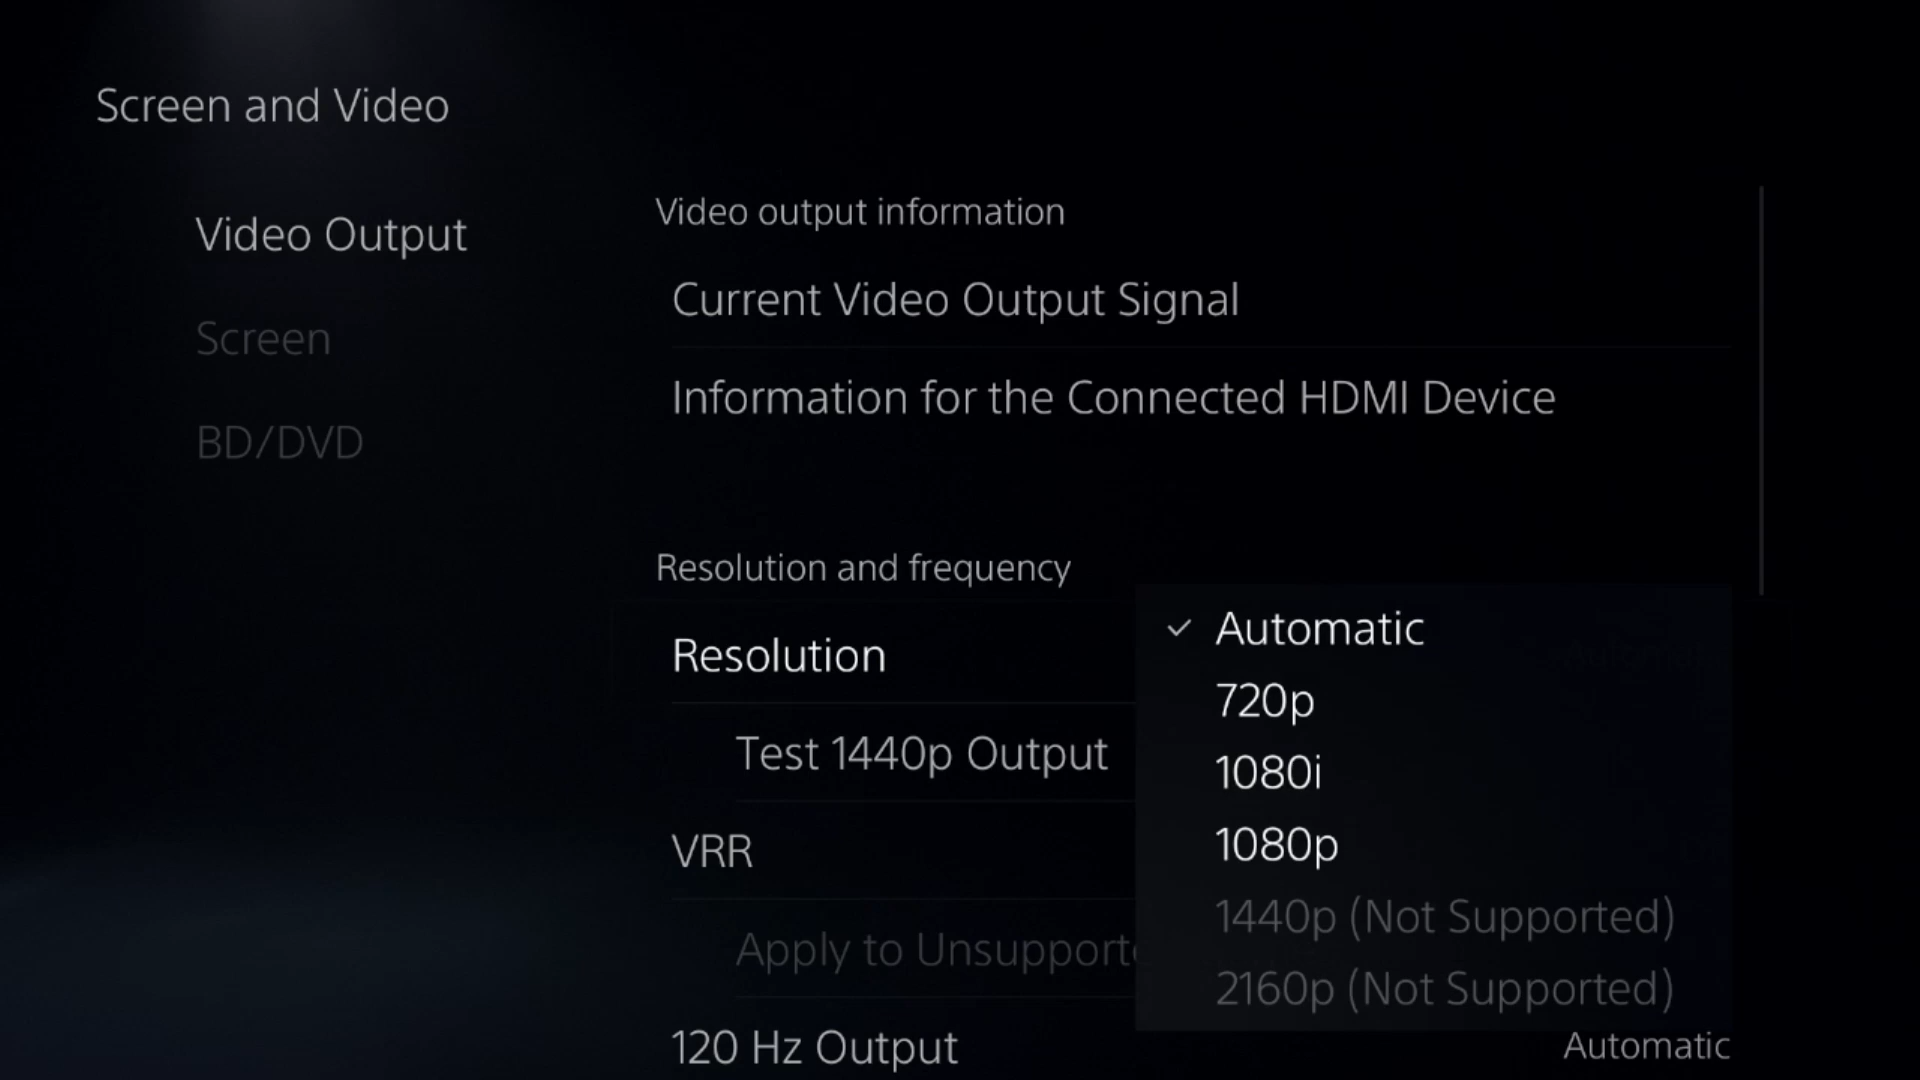 Screen and Video
Video Output
Screen
BD/DVD
Video output information
Current Video Output Signal
Information for the Connected HDMI Device
Resolution and frequency
Resolution
Test 1440p Output
VRR
Apply to
120 Hz Output
Automatic
Automatic
720p
1080i
1080p
1440p (Not Supported)
2160p (Not Supported)